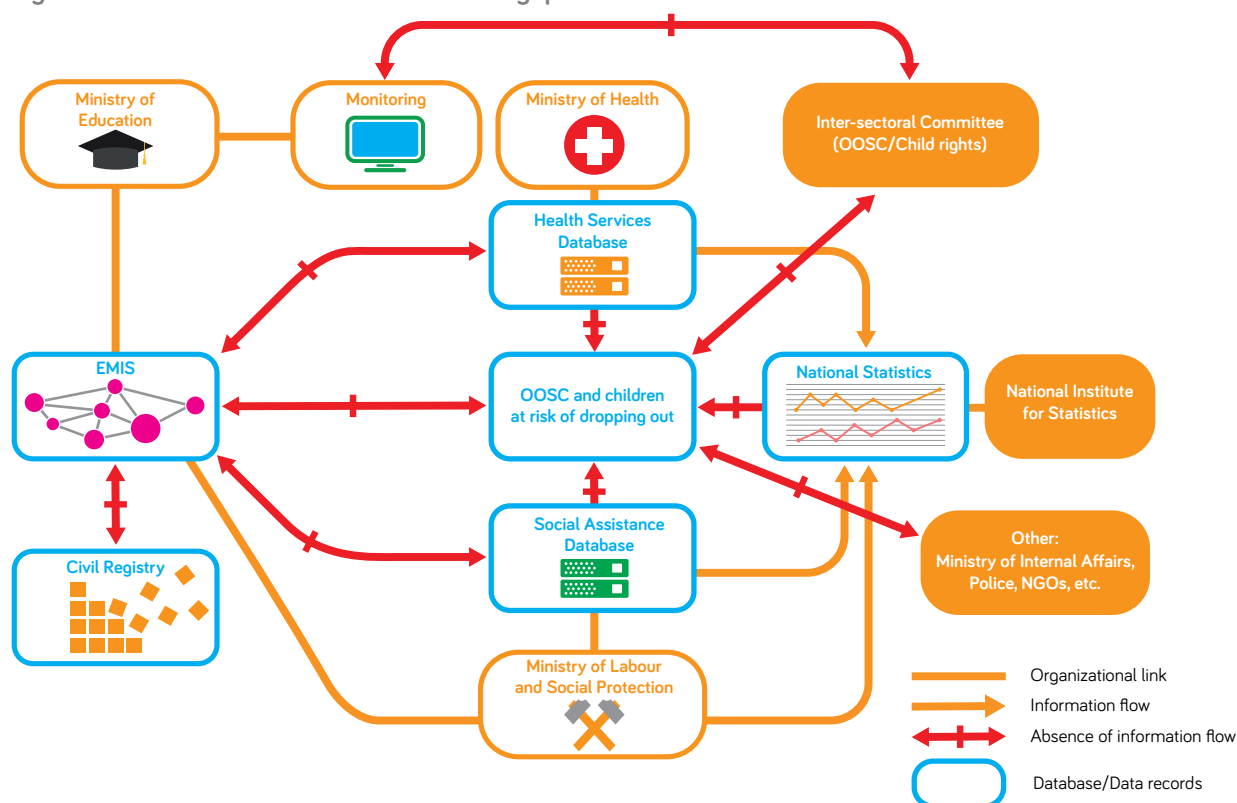 Ministry of
Education
Monitoring
Ministry of Health
Inter-sectoral Committee
(OOSC/Child rights)
Health Services
Database
EMIS
OOSC and children
at risk of dropping out
National Statistics
National Institute
for Statistics
Civil Registry
Social Assistance
Database
Other:
Ministry of Internal Affairs,
Police, NGOs, etc.
Ministry of Labour
and Social Protection
Organizational link
Information flow
Absence of information flow
Database/Data records